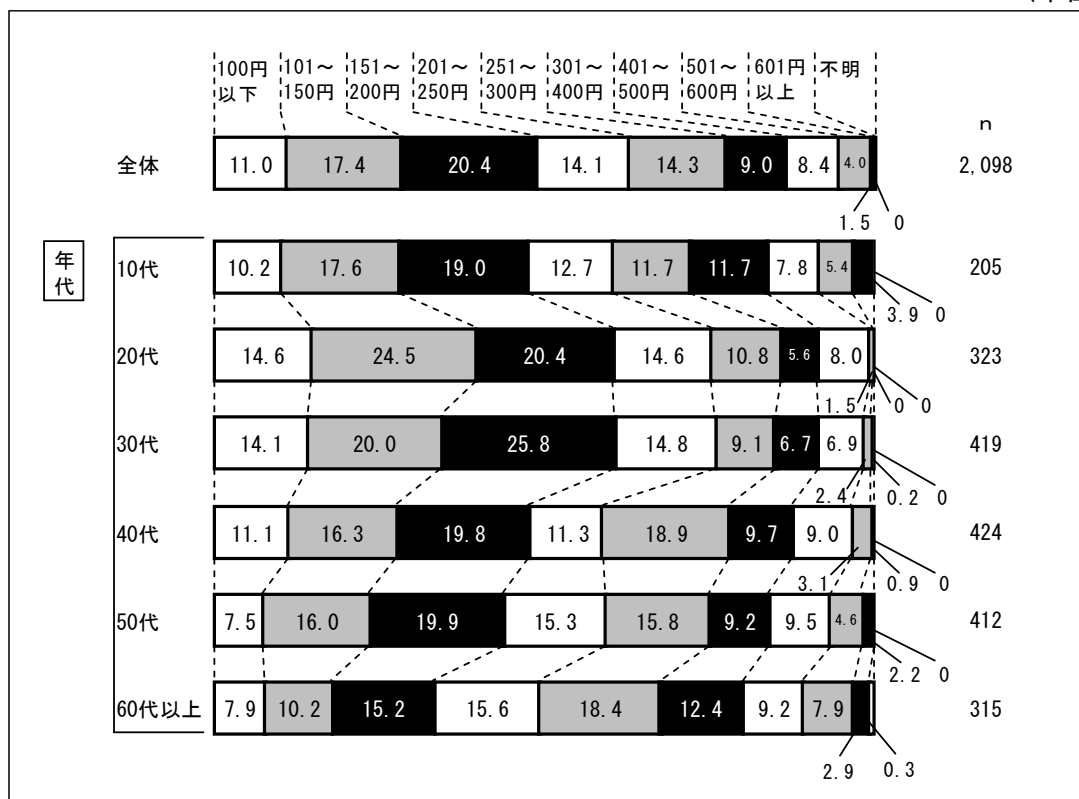 100円以下 101～150円 151～200円 201～250円 251～300円 301～400円 401～500円 501～600円 601円以上 不明
n
全体 11.0 17.4 20.4 14.1 14.3 9.0 8.4 4.0 2,098
1.5 0
年代
10代 10.2 17.6 19.0 12.7 11.7 11.7 7.8 5.4 205
3.9 0
20代 14.6 24.5 20.4 14.6 10.8 5.6 8.0 323
1.5 0 0
30代 14.1 20.0 25.8 14.8 9.1 6.7 6.9 419
2.4 0.2 0
40代 11.1 16.3 19.8 11.3 18.9 9.7 9.0 424
3.1 0.9 0
50代 7.5 16.0 19.9 15.3 15.8 9.2 9.5 4.6 412
2.2 0
60代以上 7.9 10.2 15.2 15.6 18.4 12.4 9.2 7.9 315
2.9 0.3